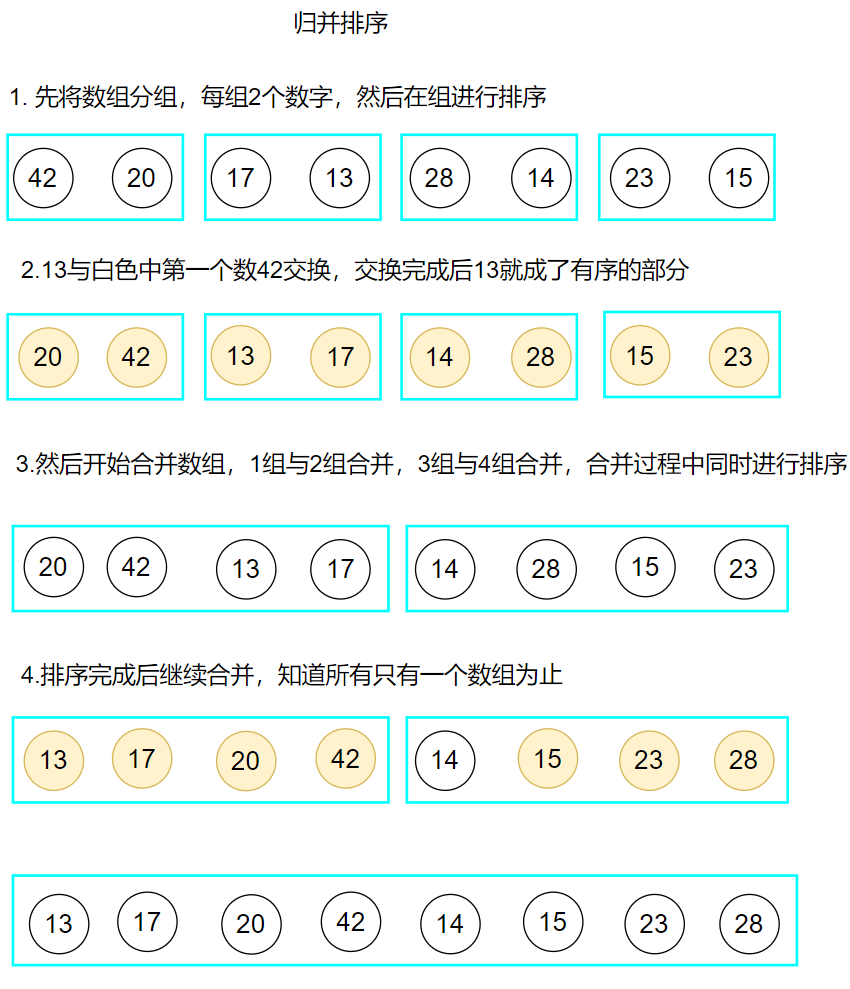 归并排序
1. 先将数组分组，每组2个数字，然后在组进行排序
42 20 17 13 28 14 23 15
2.13与白色中第一个数42交换，交换完成后13就成了有序的部分
20 42 13 17 14 28 15 23
3.然后开始合并数组，1组与2组合并，3组与4组合并，合并过程中同时进行排序
20 42 13 17 14 28 15 23
4.排序完成后继续合并，知道所有只有一个数组为止
13 17 20 42 14 15 23 28
13 17 20 42 14 15 23 28